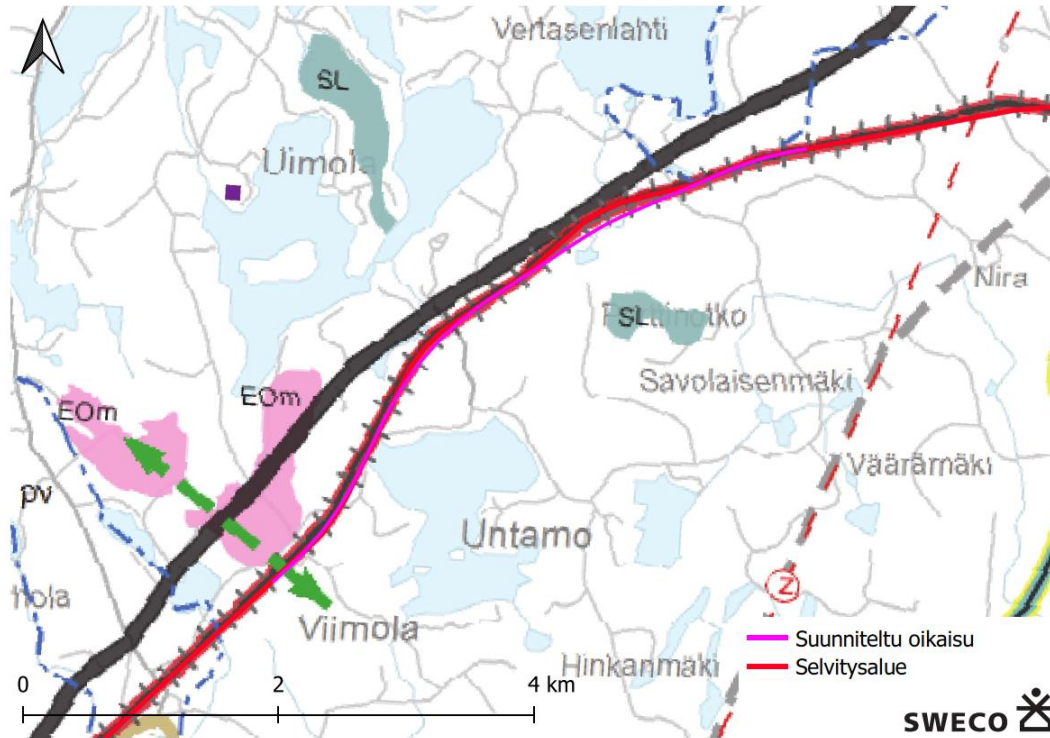 Vertasenlahti
SL
Uimola
Nira
SL
Savolaisenmäki
EOm
EOm
Väärämäki
pv
Untamo
Z
Viimola
Hinkanmäki
Suunniteltu oikaisu
Selvitysalue
0 2 4 km
SWECO